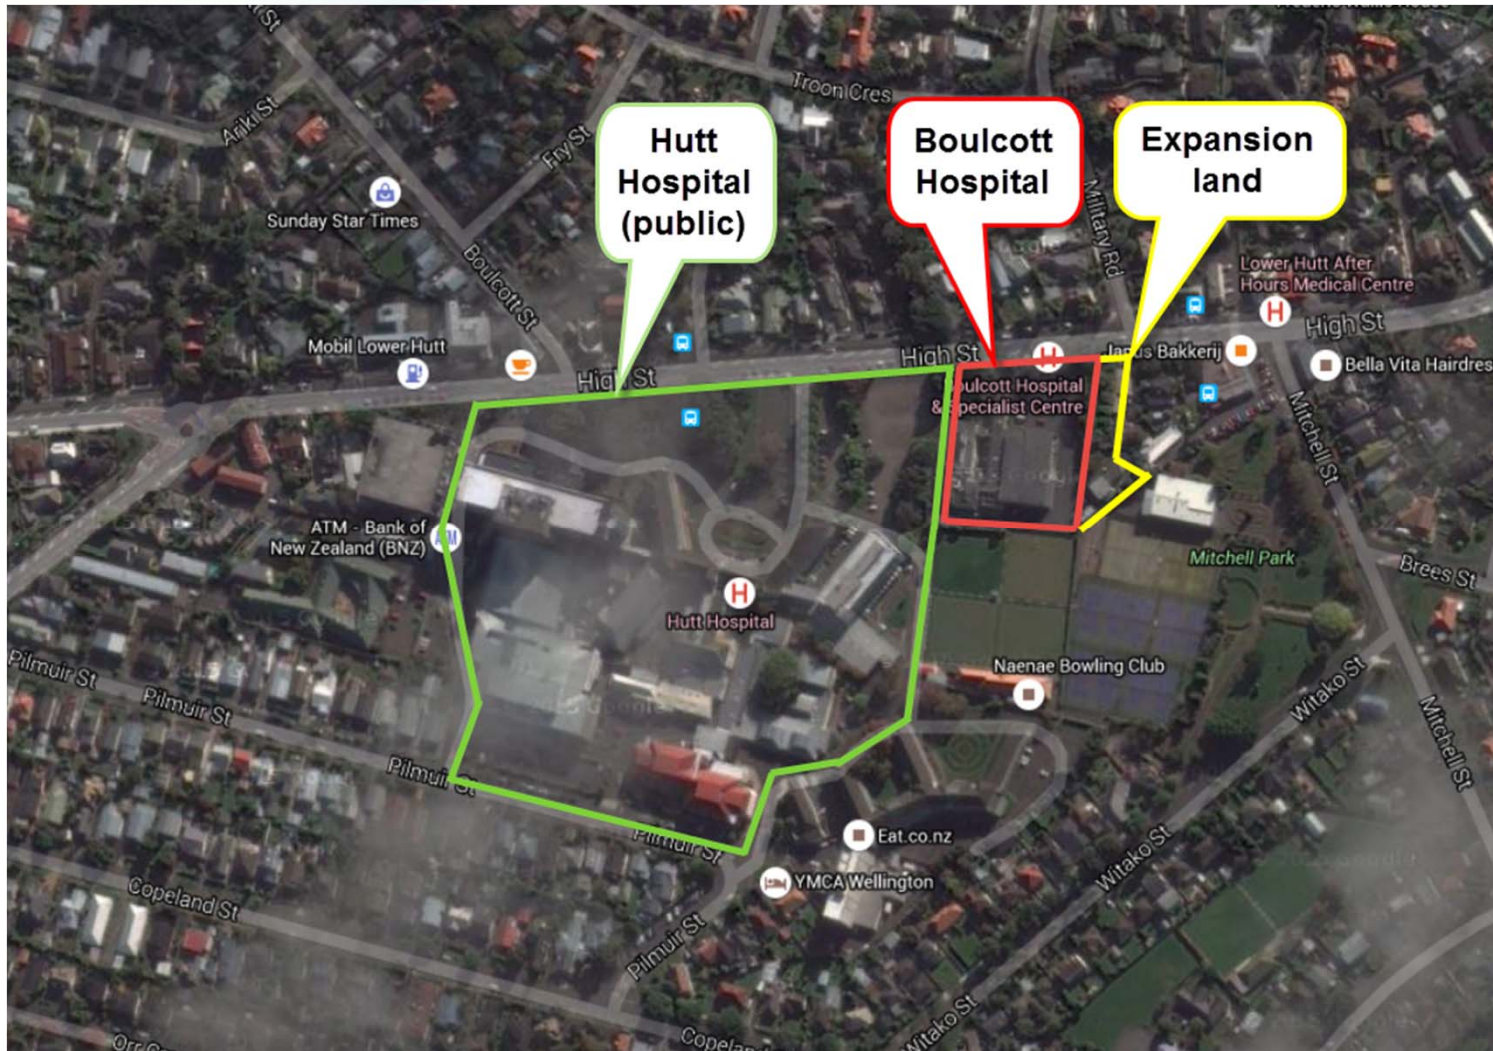 Troon Cres
Ariki St
Fry St
Hutt
Hospital
(public)
Boulcott
Hospital
Expansion
land
Sunday Star Times
Boulcott St
Military Rd
Lower Hutt After
Hours Medical Centre
High St
Mobil Lower Hutt
High St
High St
Bakkerij
Bella Vita Hairdres
Boulcott Hospital
& Specialist Centre
Mitchell St
ATM - Bank of
New Zealand (BNZ)
Mitchell Park
Brees St
Hutt Hospital
Naenae Bowling Club
Pilmuir St
Pilmuir St
Witako St
Mitchell St
Pilmuir St
Pilmuir St
Eat.co.nz
YMCA Wellington
Witako St
Copeland St
Pilmuir St
Witako St
Copeland